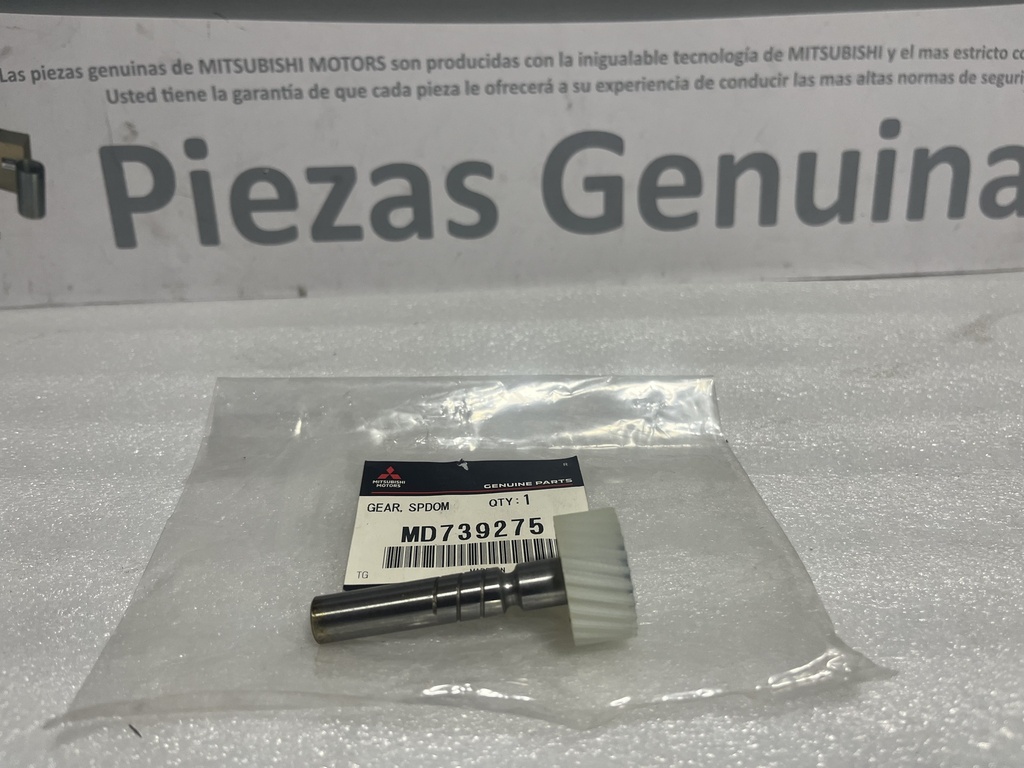 Las piezas genuinas de MITSUBISHI MOTORS son producidas con la inigualable tecnología de MITSUBISHI y el mas estricto
Usted tiene la garantía de que cada pieza le ofrecerá a su experiencia de conducir las mas altas normas de seguri
Piezas Genuina
MITSUBISHI
MOTORS
GENUINE PARTS
GEAR, SPDOM QTY: 1
MD739275
TG